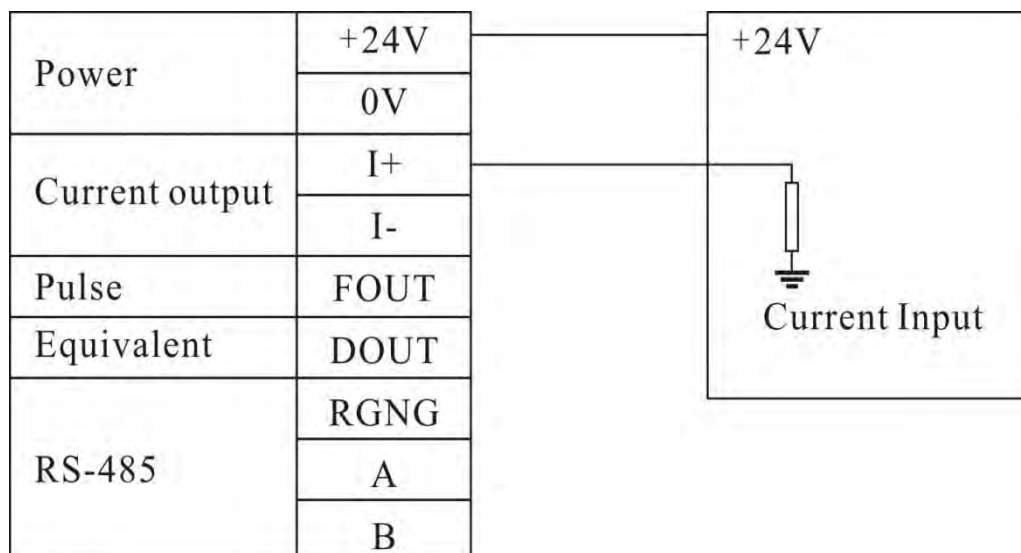 Power
+24V
0V
Current output
I+
I-
Pulse
FOUT
Equivalent
DOUT
RS-485
RGNG
A
B
+24V
Current Input